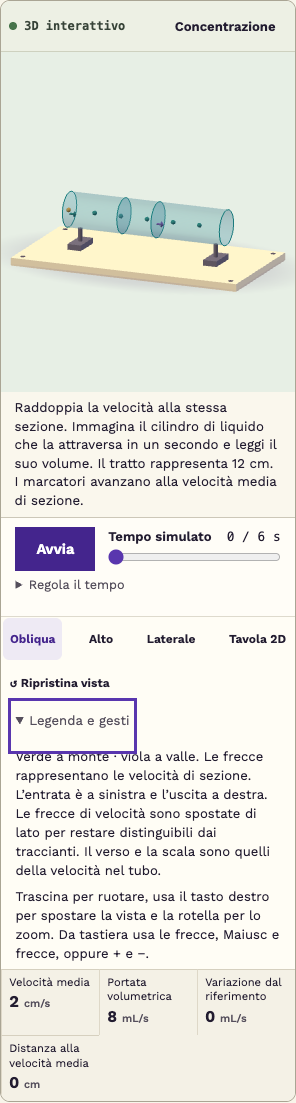 3D interattivo
Concentrazione
Raddoppia la velocità alla stessa
sezione. Immagina il cilindro di liquido
che la attraversa in un secondo e leggi il
suo volume. Il tratto rappresenta 12 cm.
I marcatori avanzano alla velocità media
di sezione.
Avvia
Tempo simulato 0 / 6 s
▶ Regola il tempo
Obliqua
Alto
Laterale
Tavola 2D
↺ Ripristina vista
▼ Legenda e gesti
Verde a monte · viola a valle. Le frecce
rappresentano le velocità di sezione.
L’entrata è a sinistra e l’uscita a destra.
Le frecce di velocità sono spostate di
lato per restare distinguibili dai
traccianti. Il verso e la scala sono quelli
della velocità nel tubo.
Trascina per ruotare, usa il tasto destro
per spostare la vista e la rotella per lo
zoom. Da tastiera usa le frecce, Maiusc e
frecce, oppure + e −.
Velocità media
2 cm/s
Portata
volumetrica
8 mL/s
Variazione dal
riferimento
0 mL/s
Distanza alla
velocità media
0 cm